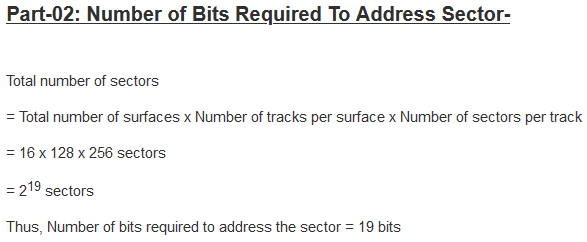 Part-02: Number of Bits Required To Address Sector-
Total number of sectors
= Total number of surfaces x Number of tracks per surface x Number of sectors per track
= 16 x 128 x 256 sectors
= 2¹⁹ sectors
Thus, Number of bits required to address the sector = 19 bits